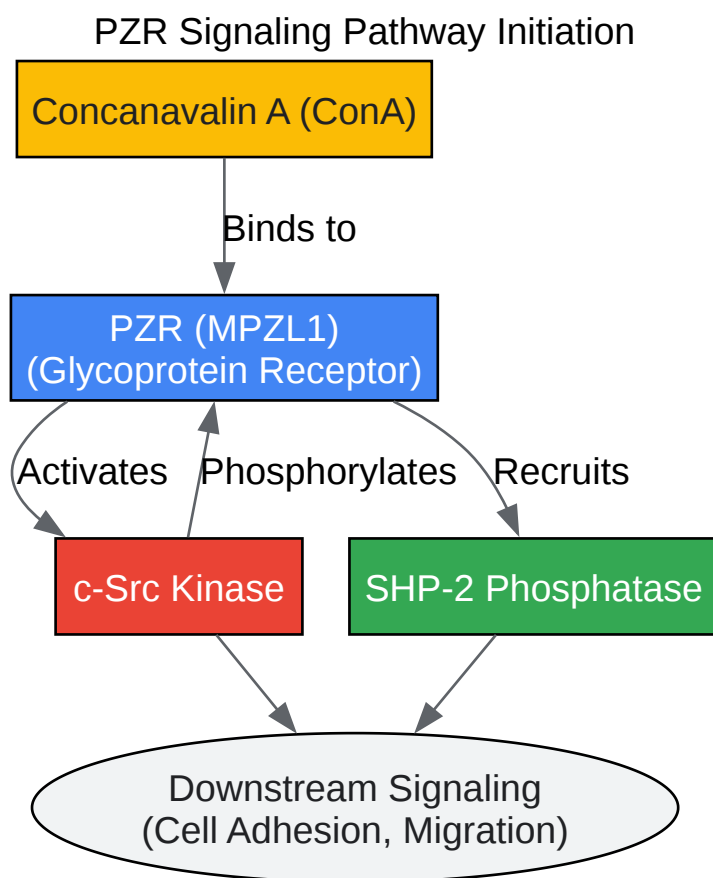 PZR Signaling Pathway Initiation
Concanavalin A (ConA)
Binds to
PZR (MPZL1)
(Glycoprotein Receptor)
Activates
Phosphorylates
Recruits
c-Src Kinase
SHP-2 Phosphatase
Downstream Signaling
(Cell Adhesion, Migration)